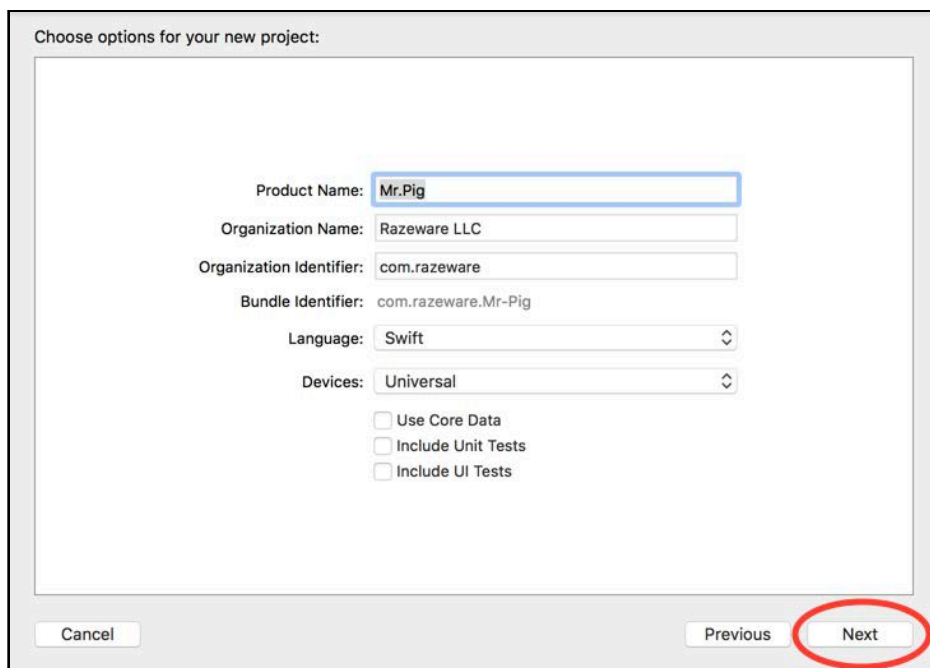 Choose options for your new project:
Product Name: Mr.Pig
Organization Name: Razeware LLC
Organization Identifier: com.razeware
Bundle Identifier: com.razeware.Mr-Pig
Language: Swift
Devices: Universal
Use Core Data
Include Unit Tests
Include UI Tests
Cancel Previous Next